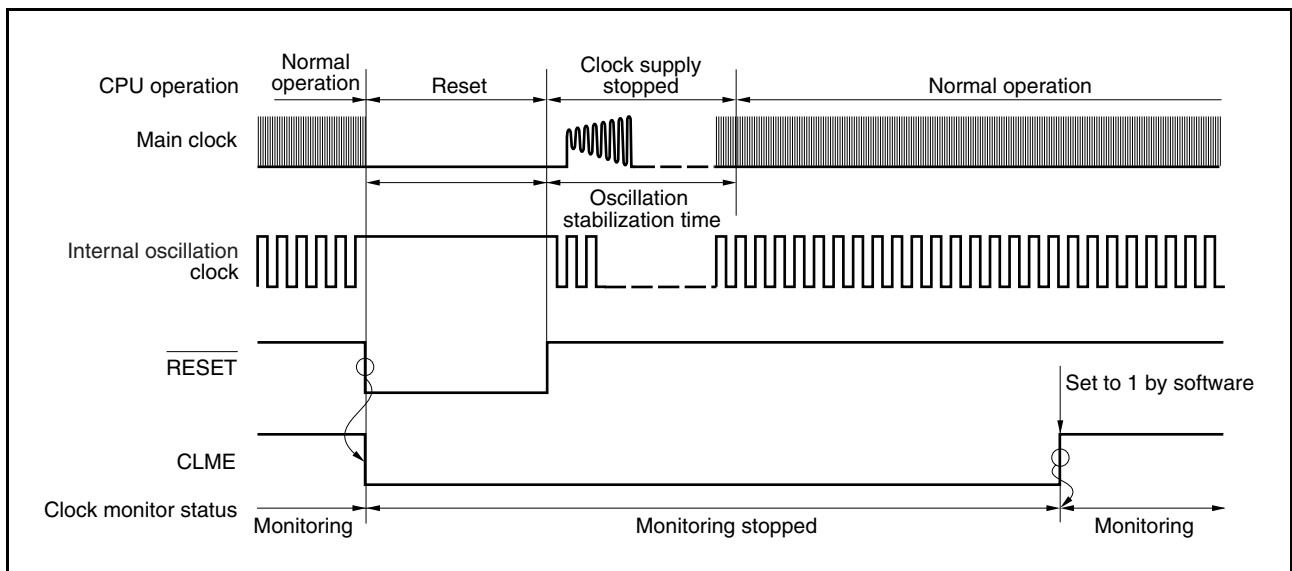 Normal
operation
CPU operation
Reset
Clock supply
stopped
Normal operation
Main clock
Oscillation
stabilization time
Internal oscillation
clock
RESET
Set to 1 by software
CLME
Clock monitor status
Monitoring
Monitoring stopped
Monitoring